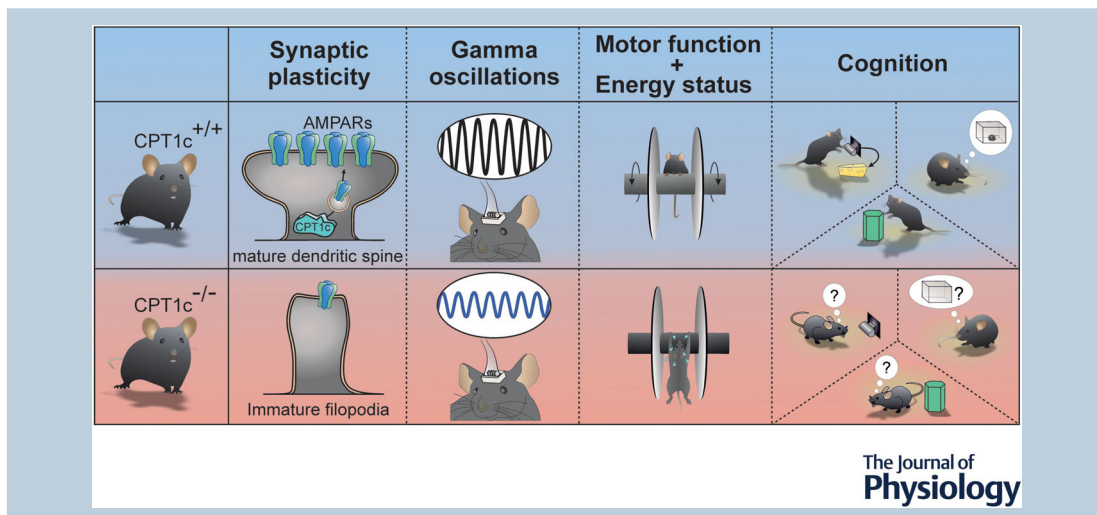 Synaptic
plasticity
Gamma
oscillations
Motor function
+
Energy status
Cognition
CPT1c+/+
AMPARs
CPT1c
mature dendritic spine
CPT1c-/-
Immature filopodia
?
?
?
The Journal of
Physiology